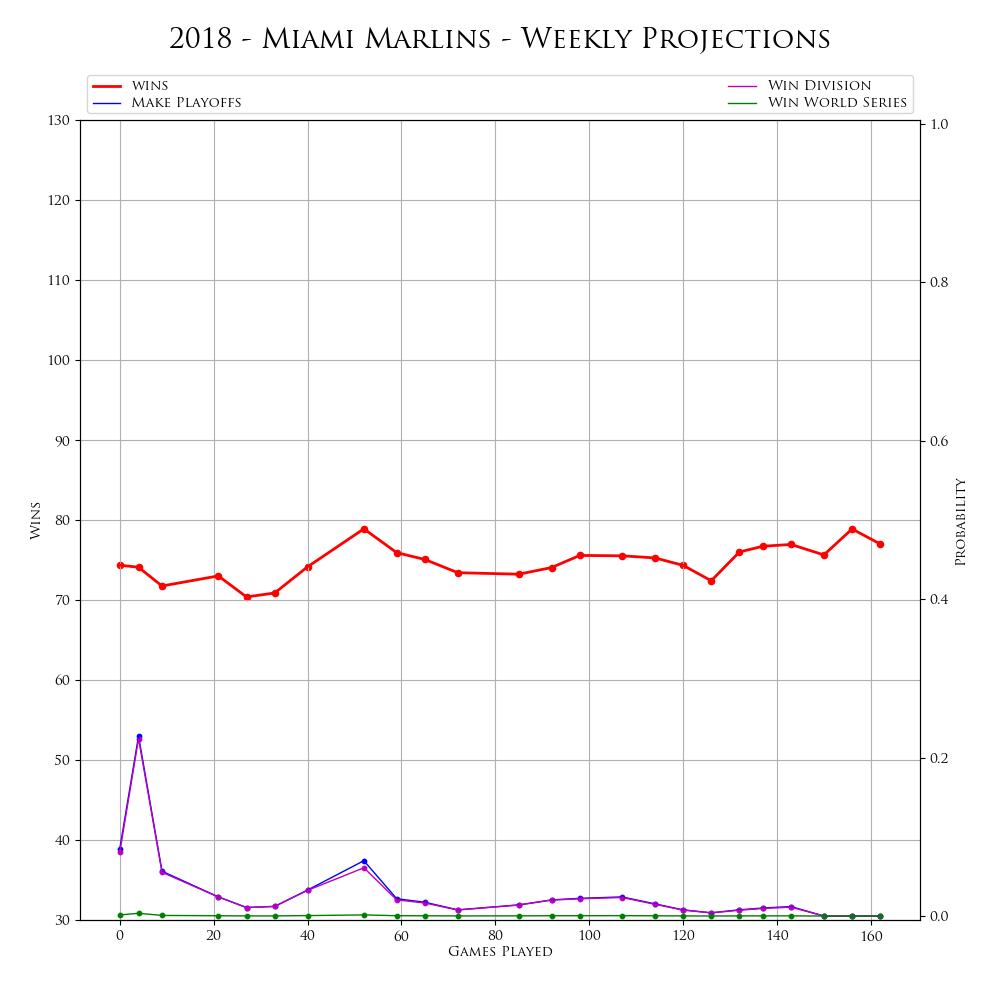 2018 - Miami Marlins - Weekly Projections
wins
Make Playoffs
Win Division
Win World Series
130
120
110
100
90
80
70
60
50
40
30
Wins
1.0
0.8
0.6
0.4
0.2
0.0
Probability
0 20 40 60 80 100 120 140 160
Games Played